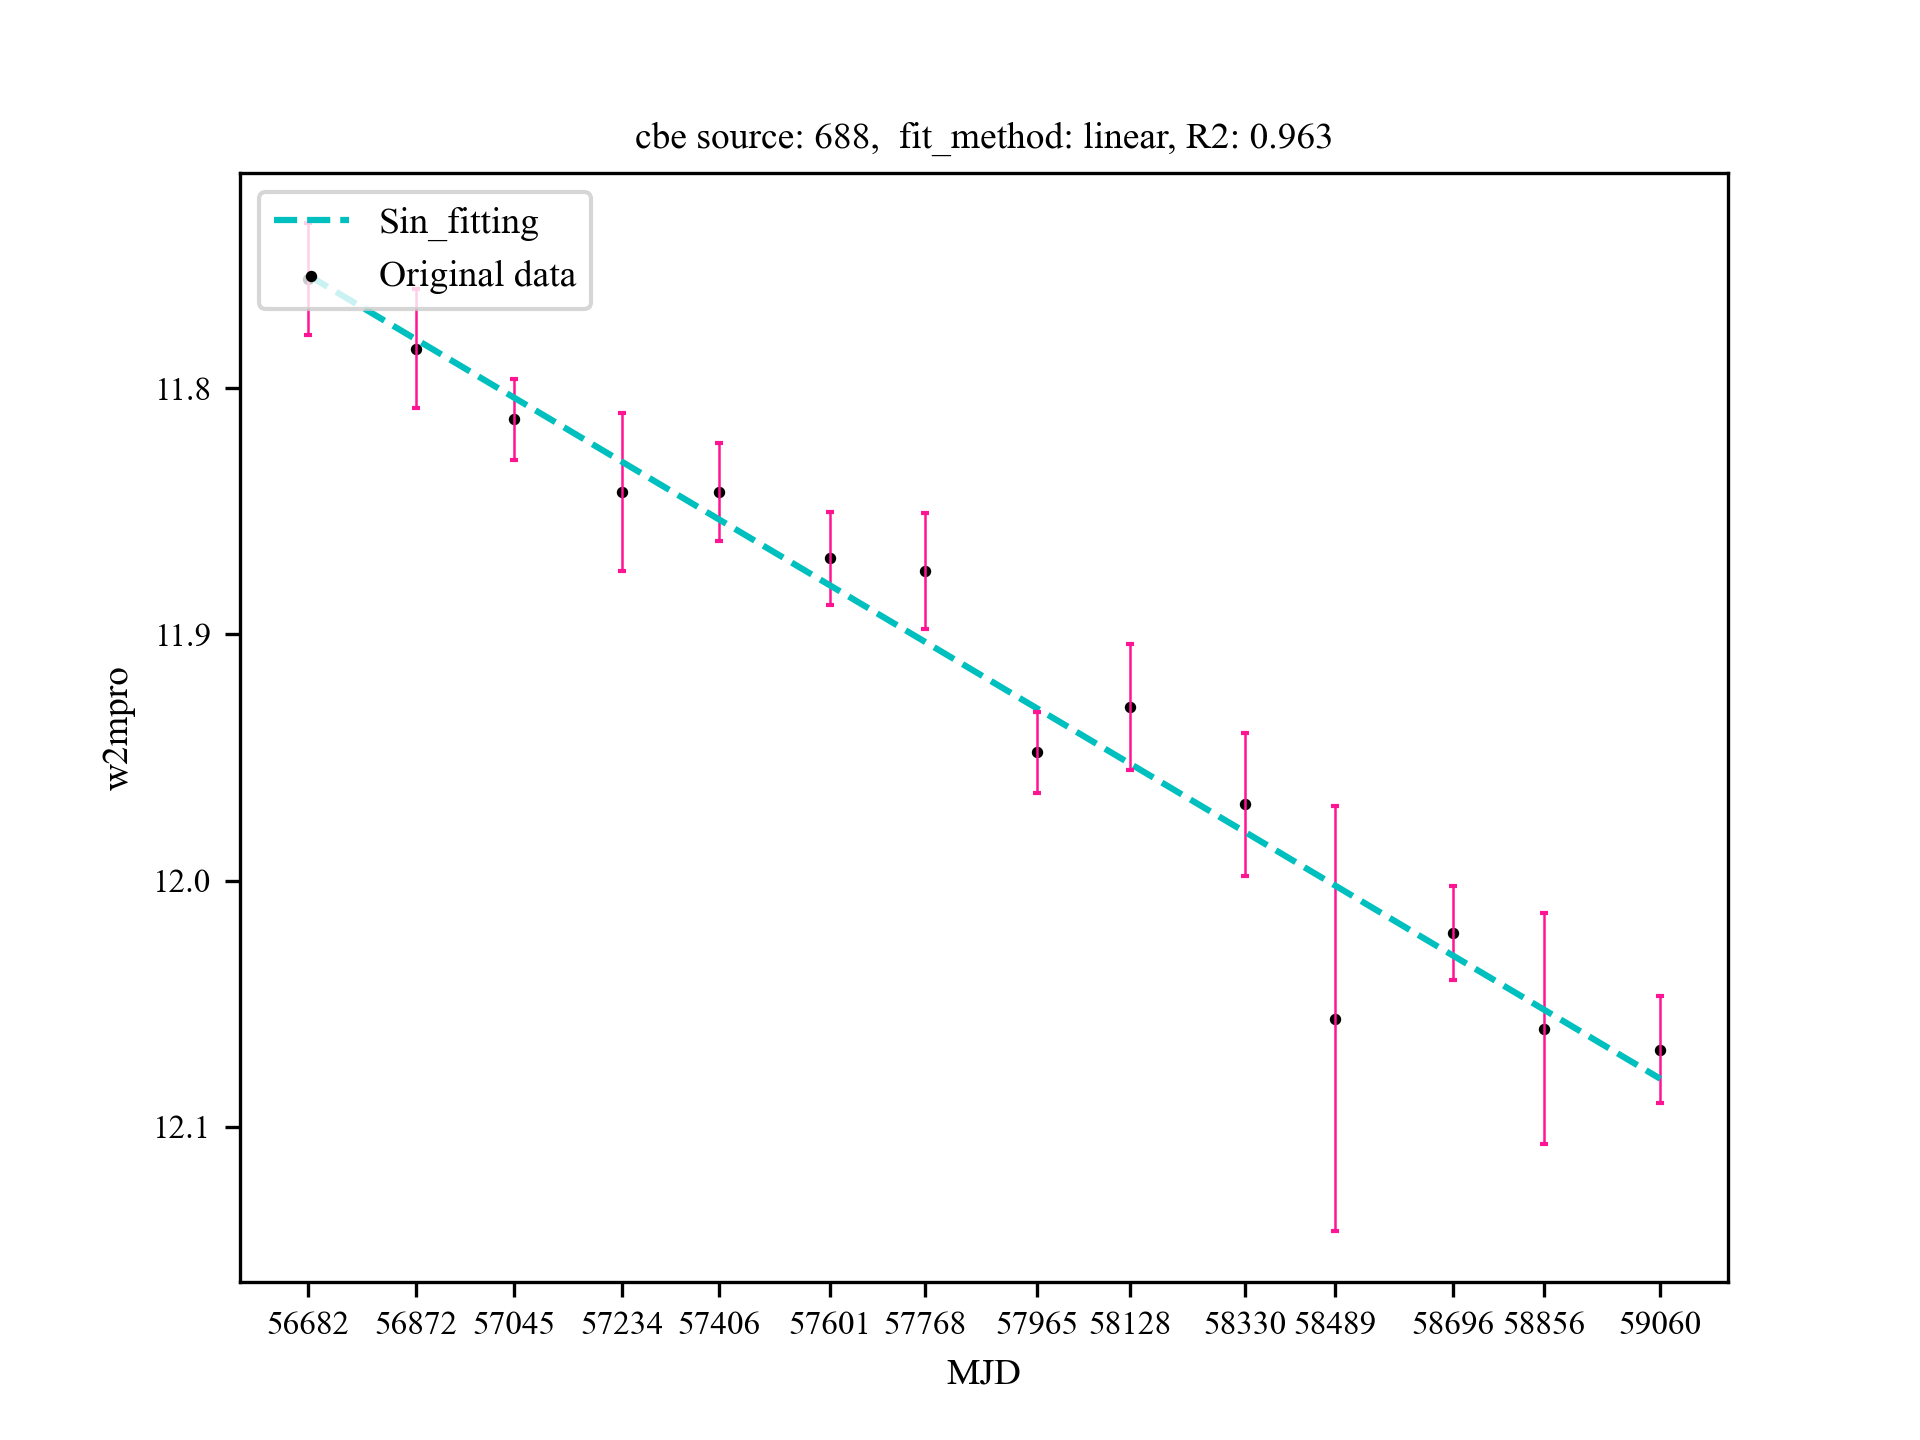 cbe source: 688,  fit_method: linear, R2: 0.963
Sin_fitting
Original data
11.8
11.9
12.0
12.1
w2mpro
56682 56872 57045 57234 57406 57601 57768 57965 58128 58330 58489 58696 58856 59060
MJD